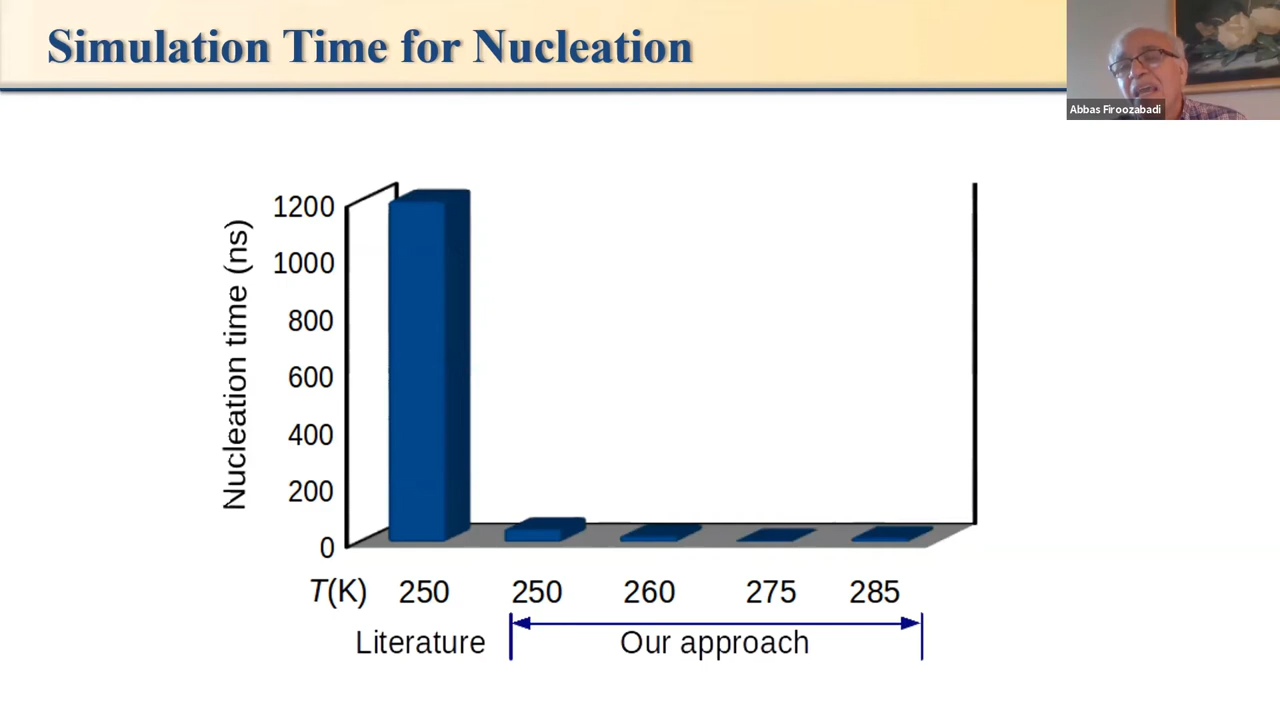 Simulation Time for Nucleation
Abbas Firoozabadi
Nucleation time (ns)
1200
1000
800
600
400
200
0
T(K) 250 250 260 275 285
Literature Our approach